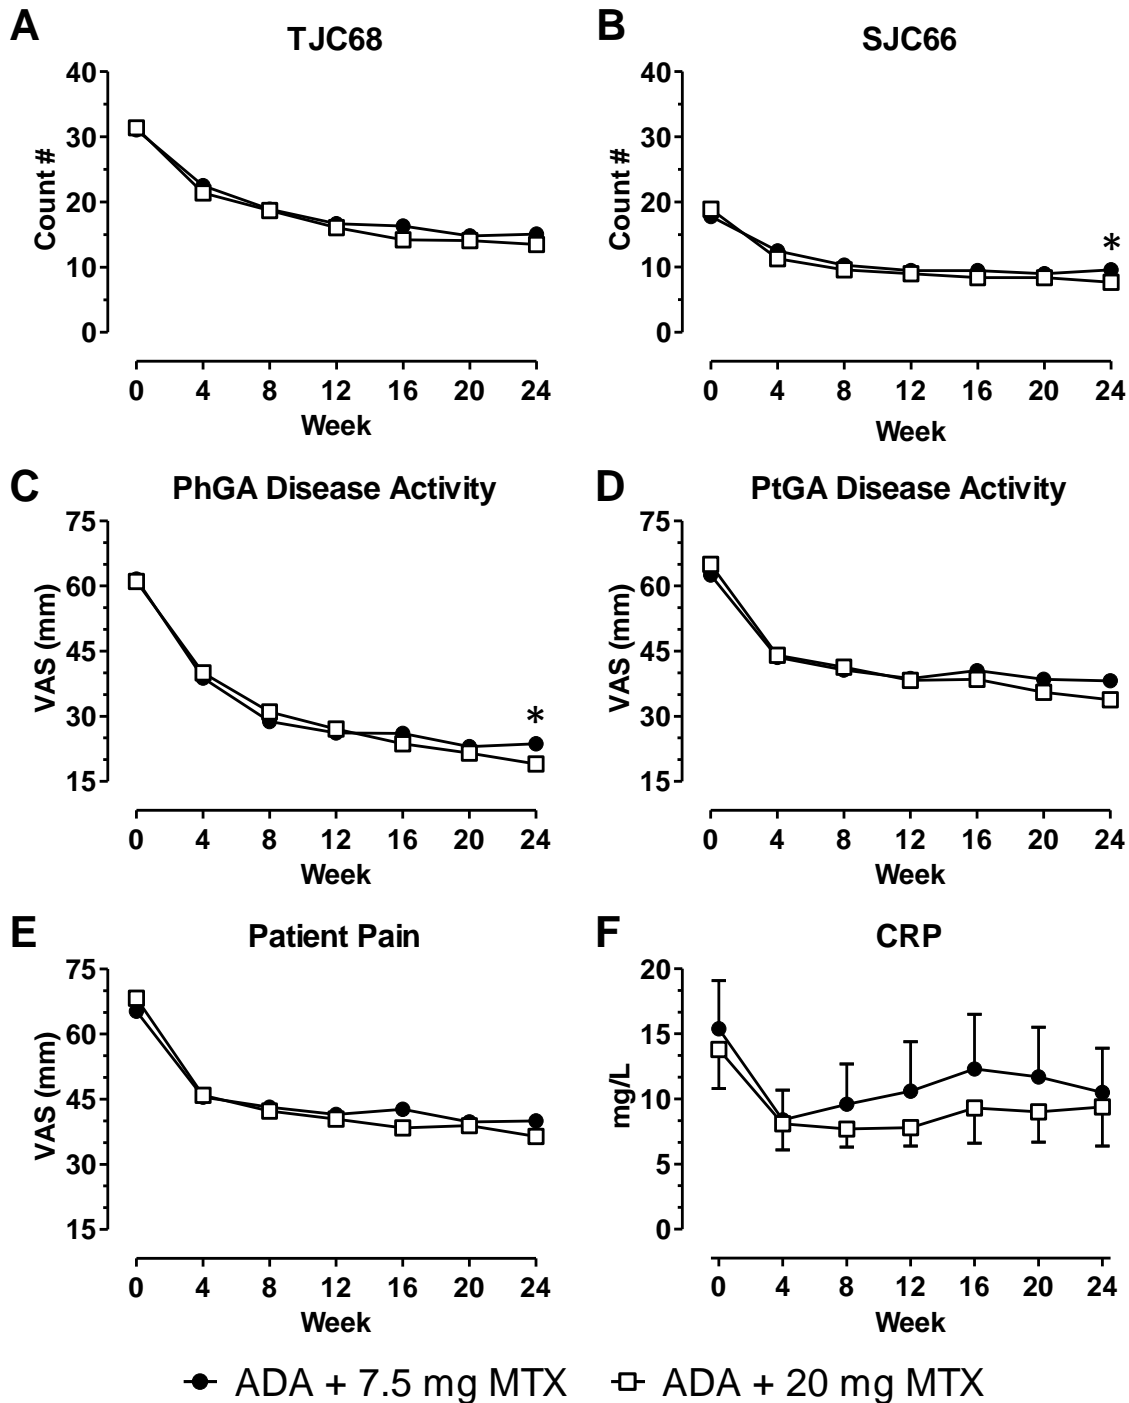 A
TJC68
40
30
20
10
0
Count #
0 4 8 12 16 20 24
Week
B
SJC66
40
30
20
10
0
Count #
*
0 4 8 12 16 20 24
Week
C
PhGA Disease Activity
75
60
45
30
15
VAS (mm)
*
0 4 8 12 16 20 24
Week
D
PtGA Disease Activity
75
60
45
30
15
VAS (mm)
0 4 8 12 16 20 24
Week
E
Patient Pain
75
60
45
30
15
VAS (mm)
0 4 8 12 16 20 24
Week
F
CRP
20
15
10
5
0
mg/L
0 4 8 12 16 20 24
Week
ADA + 7.5 mg MTX
ADA + 20 mg MTX